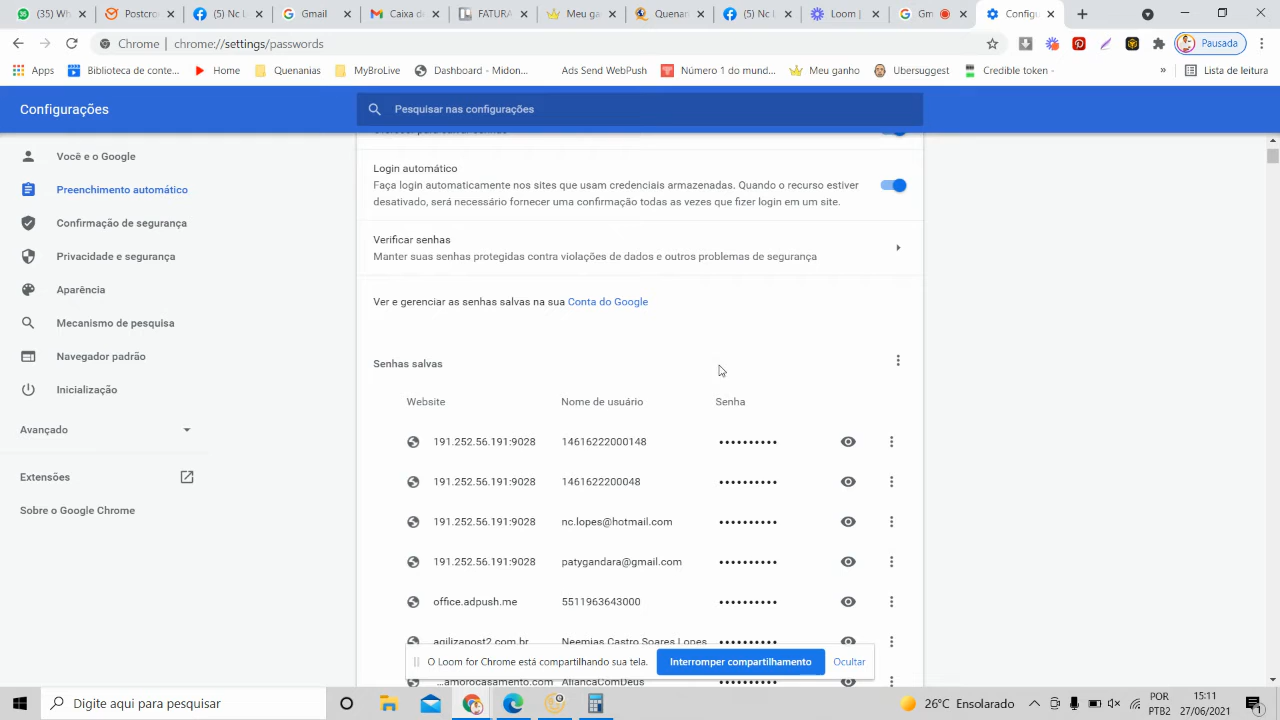 35 W
Postcro
(5) Nc L
Gmail
Caixa de
FATURA
Meu ga
Quenan
(5) Nc L
Loom |
Gm
Configu
Chrome | chrome://settings/passwords
Pausada
Apps
Biblioteca de conte...
Home
Quenanias
MyBroLive
Dashboard - Midon...
Ads Send WebPush
Número 1 do mund...
Meu ganho
Ubersuggest
Credible token -
»
Lista de leitura
Configurações
Pesquisar nas configurações
Você e o Google
Preenchimento automático
Confirmação de segurança
Privacidade e segurança
Aparência
Mecanismo de pesquisa
Navegador padrão
Inicialização
Avançado
Extensões
Sobre o Google Chrome
Login automático
Faça login automaticamente nos sites que usam credenciais armazenadas. Quando o recurso estiver
desativado, será necessário fornecer uma confirmação todas as vezes que fizer login em um site.
Verificar senhas
Manter suas senhas protegidas contra violações de dados e outros problemas de segurança
Ver e gerenciar as senhas salvas na sua Conta do Google
Senhas salvas
Website Nome de usuário Senha
191.252.56.191:9028 14616222000148 ••••••••••
191.252.56.191:9028 1461622200048 ••••••••••
191.252.56.191:9028 nc.lopes@hotmail.com ••••••••••
191.252.56.191:9028 patygandara@gmail.com ••••••••••
office.adpush.me 5511963643000 ••••••••••
agilizapost2.com.br Neemias Castro Soares Lopes ••••••••••
O Loom for Chrome está compartilhando sua tela. Interromper compartilhamento Ocultar
...amorocasamento.com AliancaComDeus ••••••••••
Digite aqui para pesquisar
26°C Ensolarado
POR
PTB2
15:11
27/06/2021
1